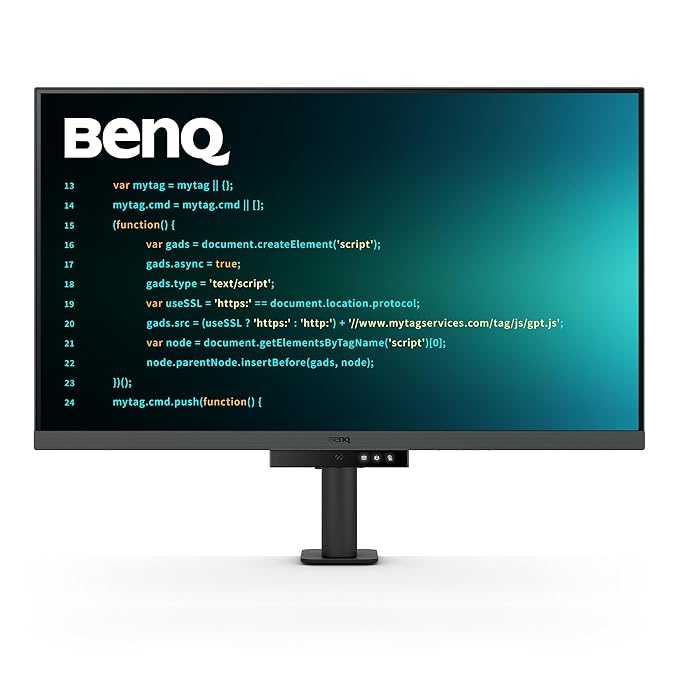 BenQ
13 var mytag = mytag || {};
14 mytag.cmd = mytag.cmd || [];
15 (function() {
16 var gads = document.createElement('script');
17 gads.async = true;
18 gads.type = 'text/script';
19 var useSSL = 'https:' == document.location.protocol;
20 gads.src = (useSSL ? 'https:' : 'http:') + '//www.mytagservices.com/tag/js/gpt.js';
21 var node = document.getElementsByTagName('script')[0];
22 node.parentNode.insertBefore(gads, node);
23 })();
24 mytag.cmd.push(function() {
BenQ